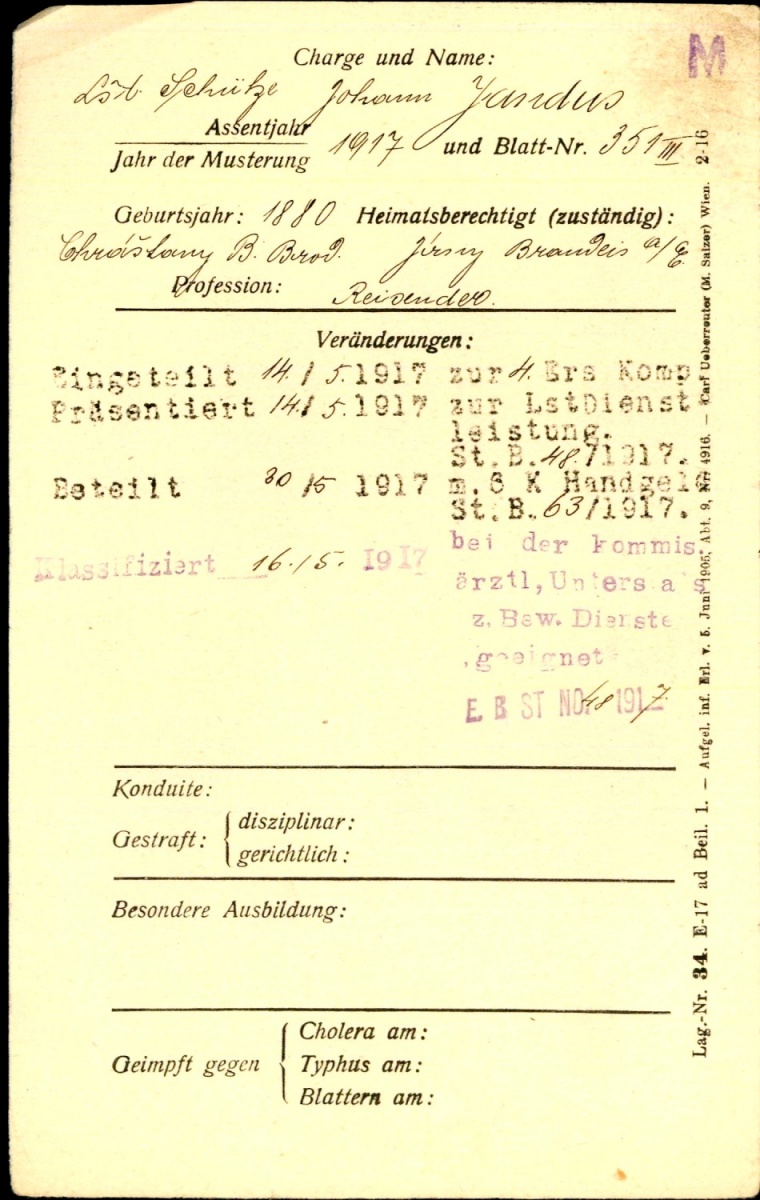 M
Charge und Name:
Lst. Schütze Johann Jandus
Assentjahr
Jahr der Musterung 1917 und Blatt-Nr. 351 III
Geburtsjahr: 1880 Heimatsberechtigt (zuständig):
Chrášťany B. Brod. Jirny Brandeis a/E
Profession: Reisender.
Veränderungen:
Eingeteilt 14./5. 1917 zur 4. Ers Komp
Präsentiert 14./5. 1917 zur LstDienst
leistung.
St.B. 48./1917.
Beteilt 30/5 1917 m. 6 K Handgeld
St.B. 63/1917.
Klassifiziert 16./5. 1917 bei der kommis.
ärztl, Unters als
z. Bew. Dienste
geeignet
E B ST NO. 48 1917
Konduite:
Gestraft: { disziplinar:
gerichtlich:
Besondere Ausbildung:
Geimpft gegen { Cholera am:
Typhus am:
Blattern am:
Lag.-Nr. 34. E-17 ad Beil. 1. — Aufgel. inf. Erl. v. 5. Juni 1905, Abt. 9, Nr. 4916. — Carl Ueberreuter (M. Salzer) Wien. 2-16